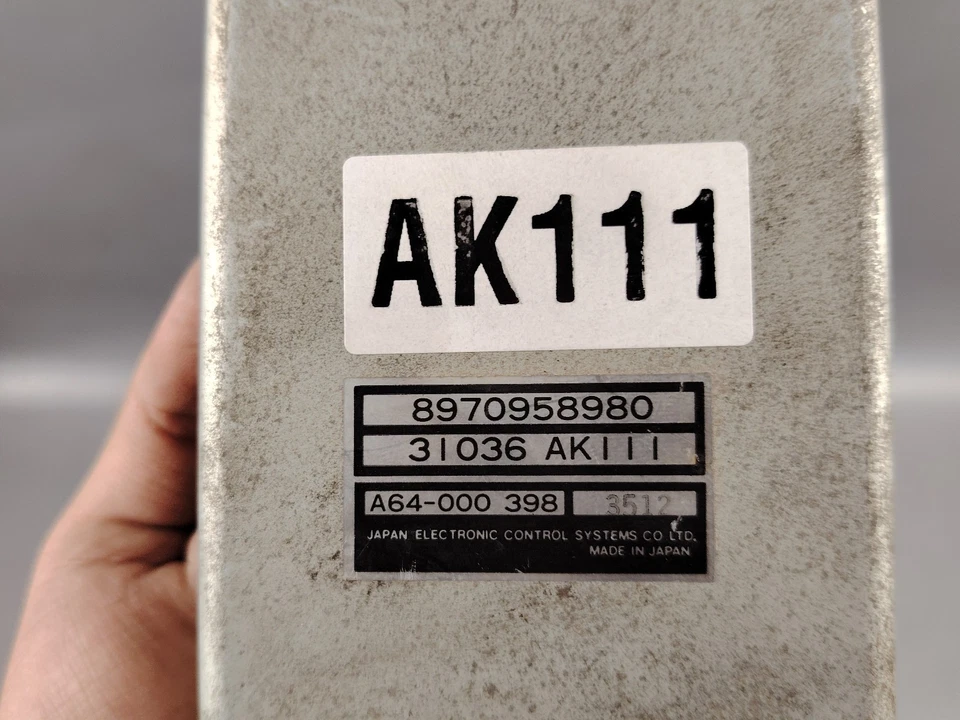 AK111
8970958980
31036 AK111
A64-000 398 3512
JAPAN ELECTRONIC CONTROL SYSTEMS CO LTD.
MADE IN JAPAN